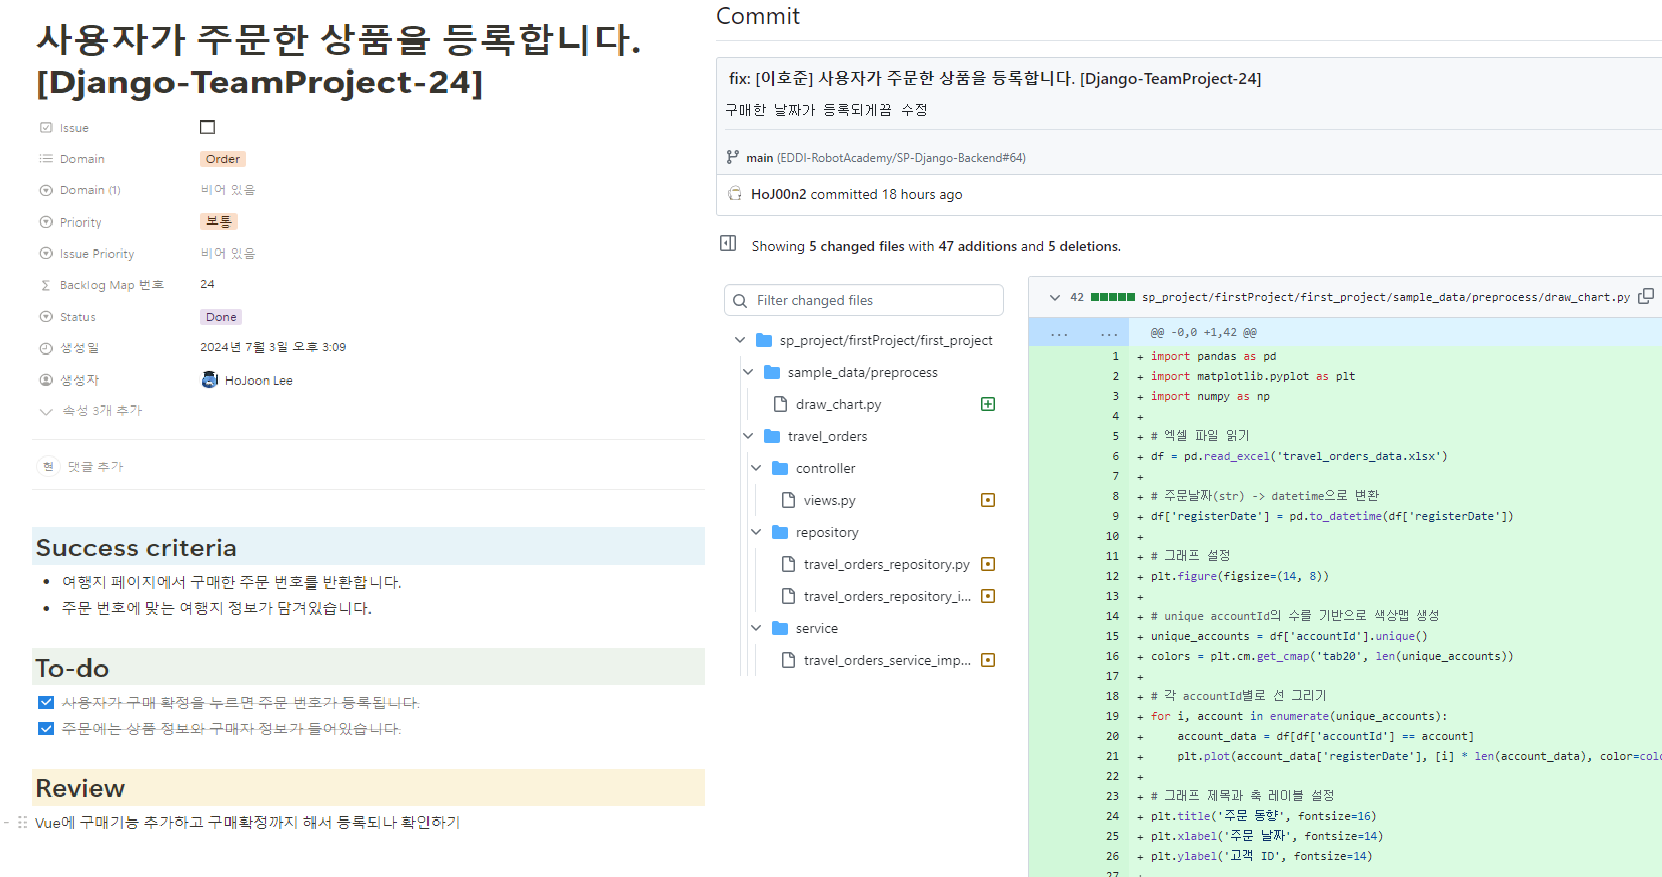 사용자가 주문한 상품을 등록합니다.
[Django-TeamProject-24]
Issue
Domain Order
Domain (1) 비어 있음
Priority 보통
Issue Priority 비어 있음
Backlog Map 번호 24
Status Done
생성일 2024년 7월 3일 오후 3:09
생성자 HoJoon Lee
속성 3개 추가
현 댓글 추가
Success criteria
• 여행지 페이지에서 구매한 주문 번호를 반환합니다.
• 주문 번호에 맞는 여행지 정보가 담겨있습니다.
To-do
사용자가 구매 확정을 누르면 주문 번호가 등록됩니다.
주문에는 상품 정보와 구매자 정보가 들어있습니다.
Review
Vue에 구매기능 추가하고 구매확정까지 해서 등록되나 확인하기
Commit
fix: [이호준] 사용자가 주문한 상품을 등록합니다. [Django-TeamProject-24]
구매한 날짜가 등록되게끔 수정
main (EDDI-RobotAcademy/SP-Django-Backend#64)
HoJ00n2 committed 18 hours ago
Showing 5 changed files with 47 additions and 5 deletions.
Filter changed files
sp_project/firstProject/first_project
sample_data/preprocess
draw_chart.py
travel_orders
controller
views.py
repository
travel_orders_repository.py
travel_orders_repository_i...
service
travel_orders_service_imp...
42 sp_project/firstProject/first_project/sample_data/preprocess/draw_chart.py
... ... @@ -0,0 +1,42 @@
1 + import pandas as pd
2 + import matplotlib.pyplot as plt
3 + import numpy as np
4 +
5 + # 엑셀 파일 읽기
6 + df = pd.read_excel('travel_orders_data.xlsx')
7 +
8 + # 주문날짜(str) -> datetime으로 변환
9 + df['registerDate'] = pd.to_datetime(df['registerDate'])
10 +
11 + # 그래프 설정
12 + plt.figure(figsize=(14, 8))
13 +
14 + # unique accountId의 수를 기반으로 색상맵 생성
15 + unique_accounts = df['accountId'].unique()
16 + colors = plt.cm.get_cmap('tab20', len(unique_accounts))
17 +
18 + # 각 accountId별로 선 그리기
19 + for i, account in enumerate(unique_accounts):
20 + account_data = df[df['accountId'] == account]
21 + plt.plot(account_data['registerDate'], [i] * len(account_data), color=colo
22 +
23 + # 그래프 제목과 축 레이블 설정
24 + plt.title('주문 동향', fontsize=16)
25 + plt.xlabel('주문 날짜', fontsize=14)
26 + plt.ylabel('고객 ID', fontsize=14)
27